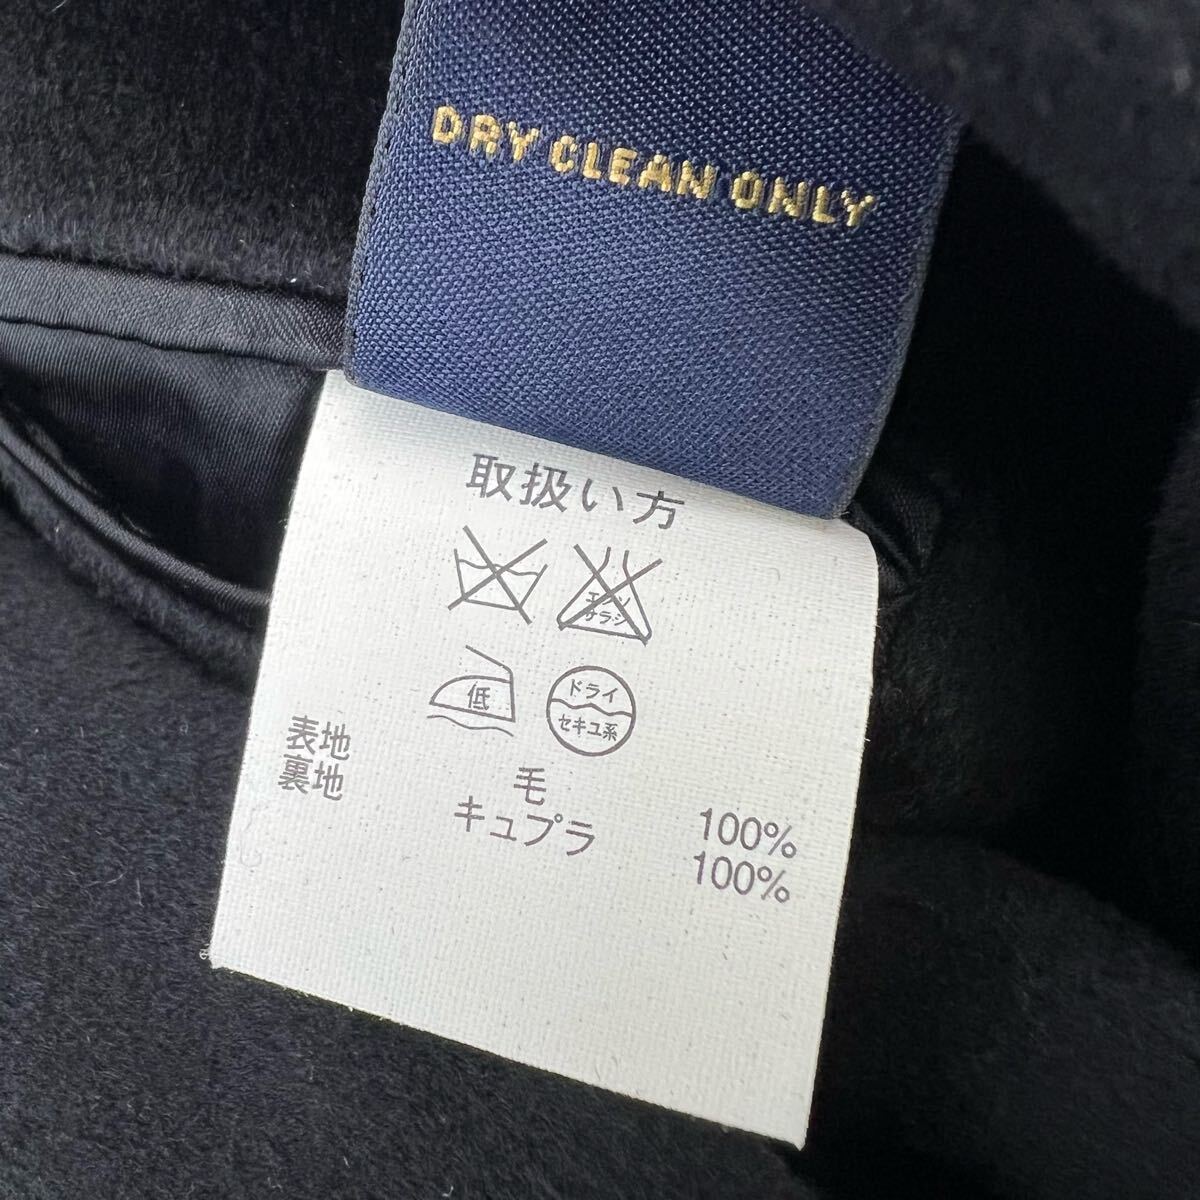 DRY CLEAN ONLY
取扱い方
エンソ
サラシ
低
ドライ
セキユ系
表地 毛 100%
裏地 キュプラ 100%